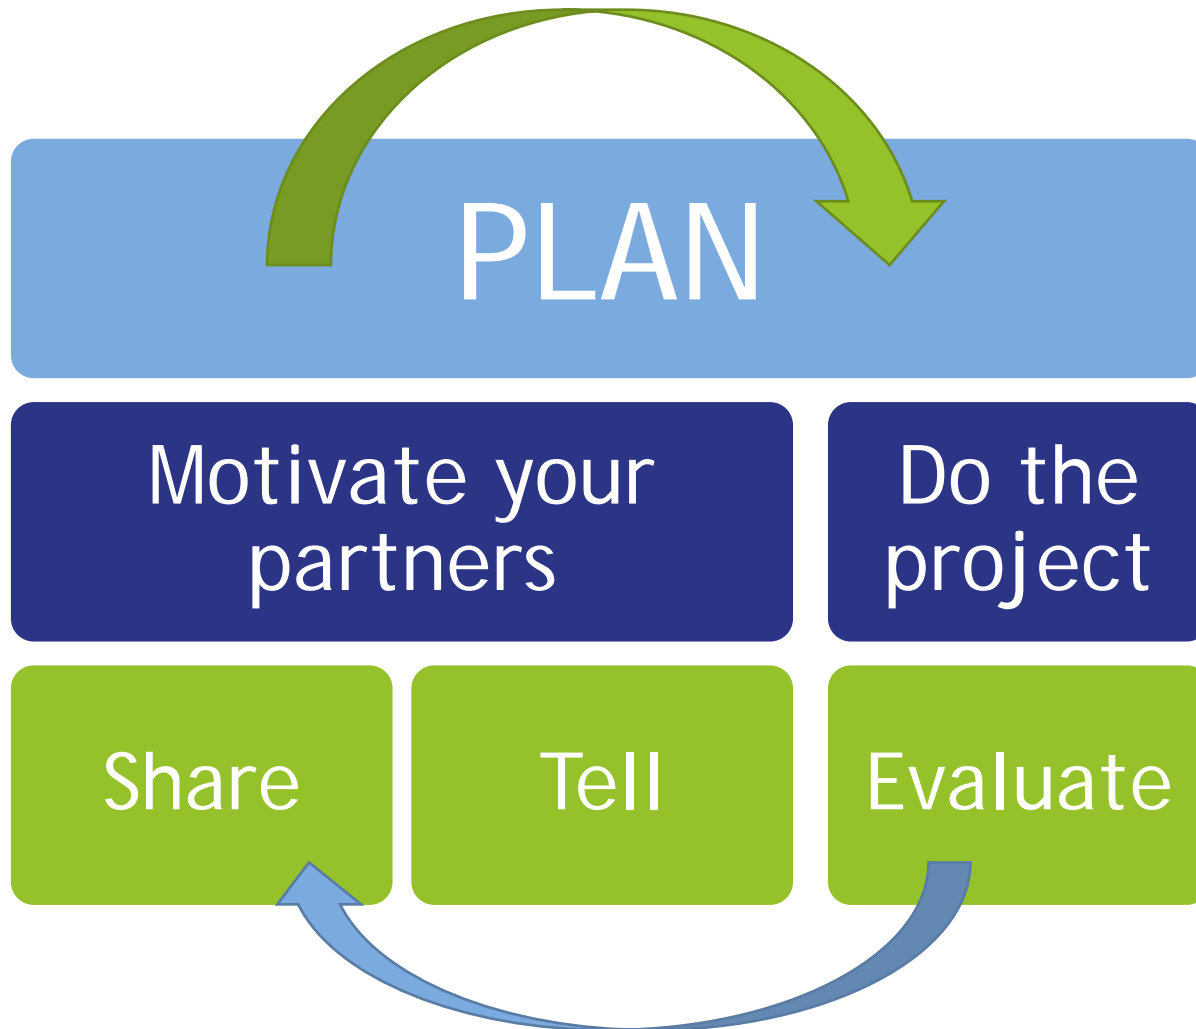 PLAN
Motivate your
partners
Do the
project
Share
Tell
Evaluate